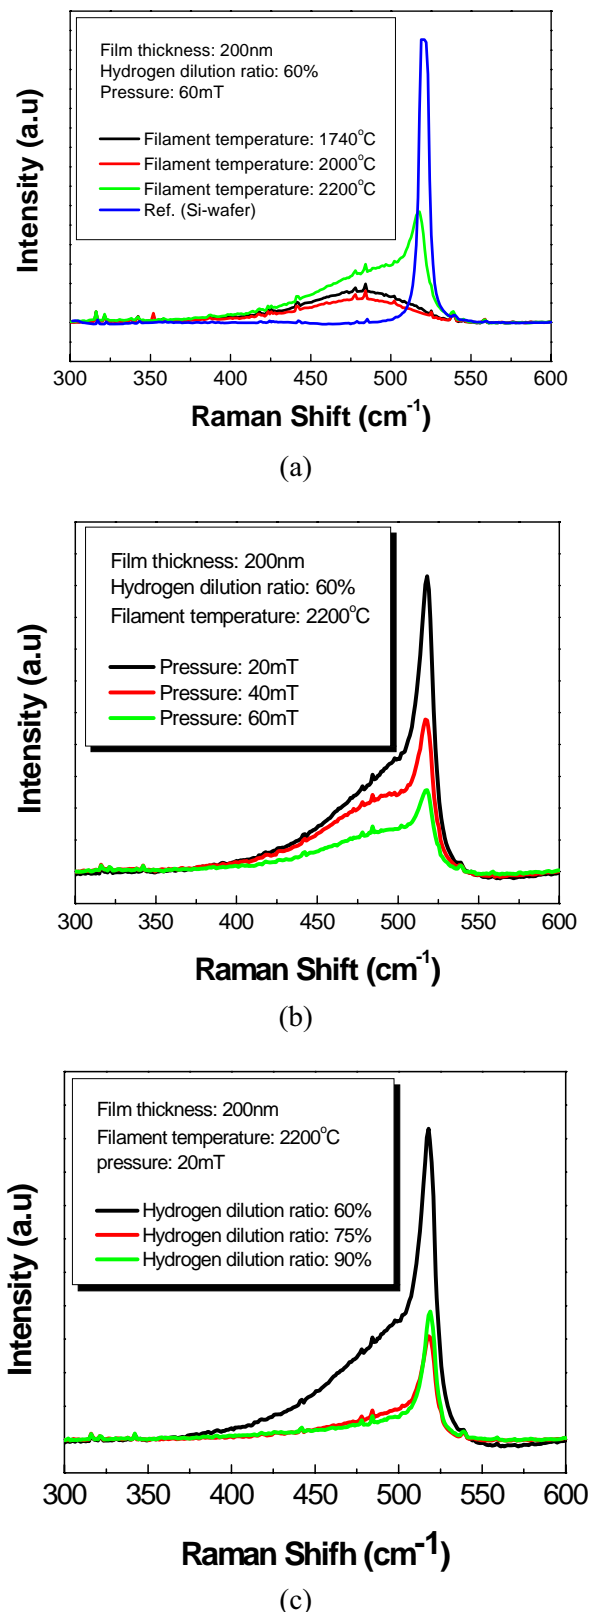 Film thickness: 200nm
Hydrogen dilution ratio: 60%
Pressure: 60mT
Filament temperature: 1740°C
Filament temperature: 2000°C
Filament temperature: 2200°C
Ref. (Si-wafer)
Intensity (a.u)
300 350 400 450 500 550 600
Raman Shift (cm⁻¹)
(a)
Film thickness: 200nm
Hydrogen dilution ratio: 60%
Filament temperature: 2200°C
Pressure: 20mT
Pressure: 40mT
Pressure: 60mT
Intensity (a.u)
300 350 400 450 500 550 600
Raman Shift (cm⁻¹)
(b)
Film thickness: 200nm
Filament temperature: 2200°C
pressure: 20mT
Hydrogen dilution ratio: 60%
Hydrogen dilution ratio: 75%
Hydrogen dilution ratio: 90%
Intensity (a.u)
300 350 400 450 500 550 600
Raman Shifh (cm⁻¹)
(c)